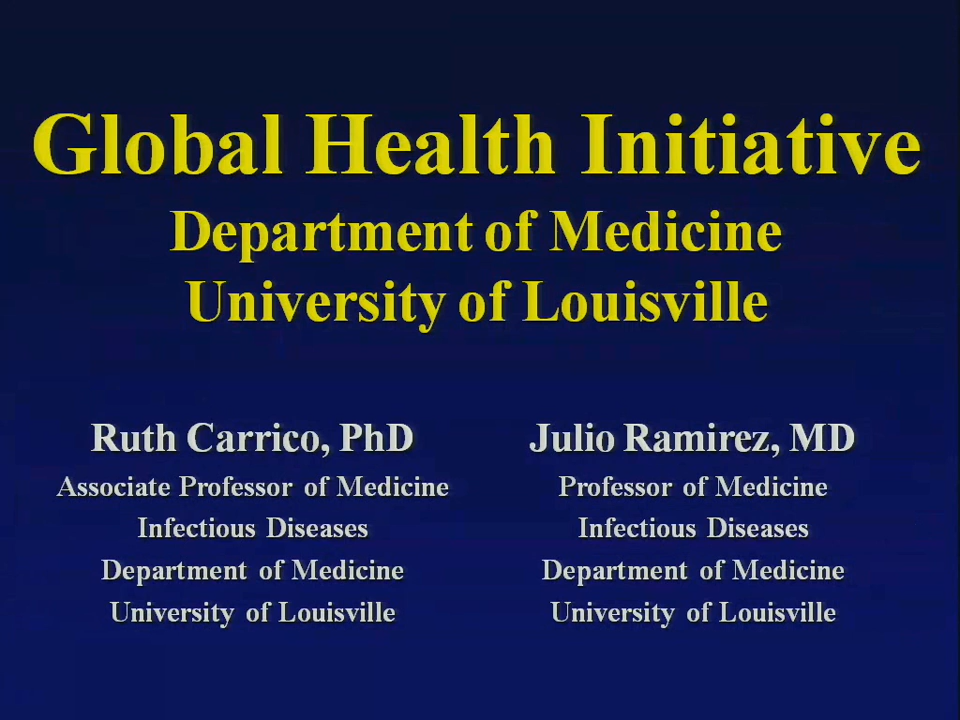 Global Health Initiative
Department of Medicine
University of Louisville
Ruth Carrico, PhD
Associate Professor of Medicine
Infectious Diseases
Department of Medicine
University of Louisville
Julio Ramirez, MD
Professor of Medicine
Infectious Diseases
Department of Medicine
University of Louisville